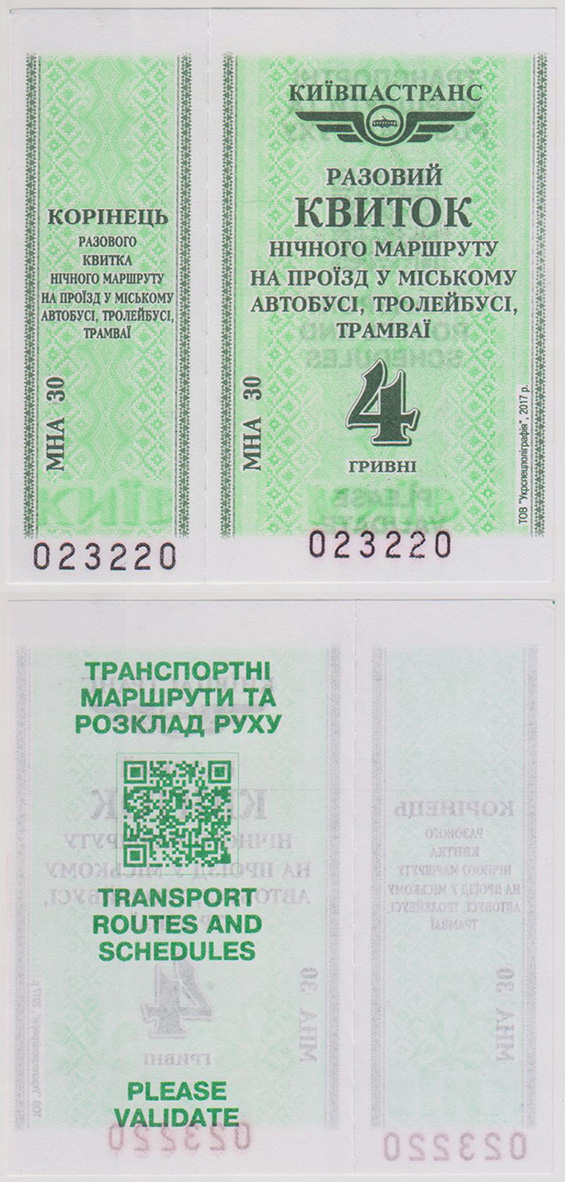 КОРІНЕЦЬ
РАЗОВОГО
КВИТКА
НІЧНОГО МАРШРУТУ
НА ПРОЇЗД У МІСЬКОМУ
АВТОБУСІ, ТРОЛЕЙБУСІ,
ТРАМВАЇ
МНА 30
023220
КИЇВПАСТРАНС
РАЗОВИЙ
КВИТОК
НІЧНОГО МАРШРУТУ
НА ПРОЇЗД У МІСЬКОМУ
АВТОБУСІ, ТРОЛЕЙБУСІ,
ТРАМВАЇ
4
ГРИВНІ
МНА 30
ТОВ "Укрспецполіграфія", 2017 р.
023220
ТРАНСПОРТНІ
МАРШРУТИ ТА
РОЗКЛАД РУХУ
TRANSPORT
ROUTES AND
SCHEDULES
PLEASE
VALIDATE